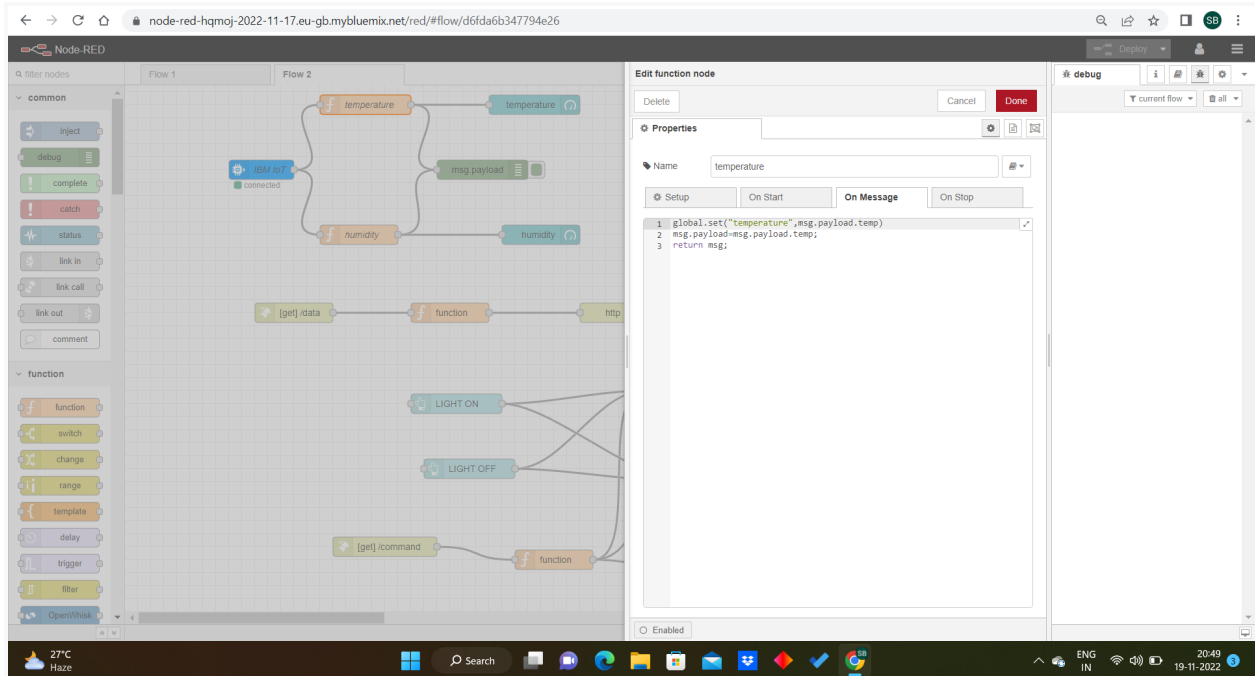 node-red-hqmoj-2022-11-17.eu-gb.mybluemix.net/red/#flow/d6fda6b347794e26
SB
Node-RED
Deploy
filter nodes
Flow 1
Flow 2
Edit function node
debug
i
common
Delete
Cancel
Done
current flow
all
inject
debug
complete
catch
status
link in
link call
link out
comment
function
function
switch
change
range
template
delay
trigger
filter
OpenWhisk
temperature
temperature
IBM IoT
connected
msg.payload
humidity
humidity
[get] /data
function
http
LIGHT ON
LIGHT OFF
[get] /command
function
Properties
Name
temperature
Setup
On Start
On Message
On Stop
1 global.set("temperature",msg.payload.temp)
2 msg.payload=msg.payload.temp;
3 return msg;
Enabled
27°C
Haze
Search
SB
ENG
IN
20:49
19-11-2022
3